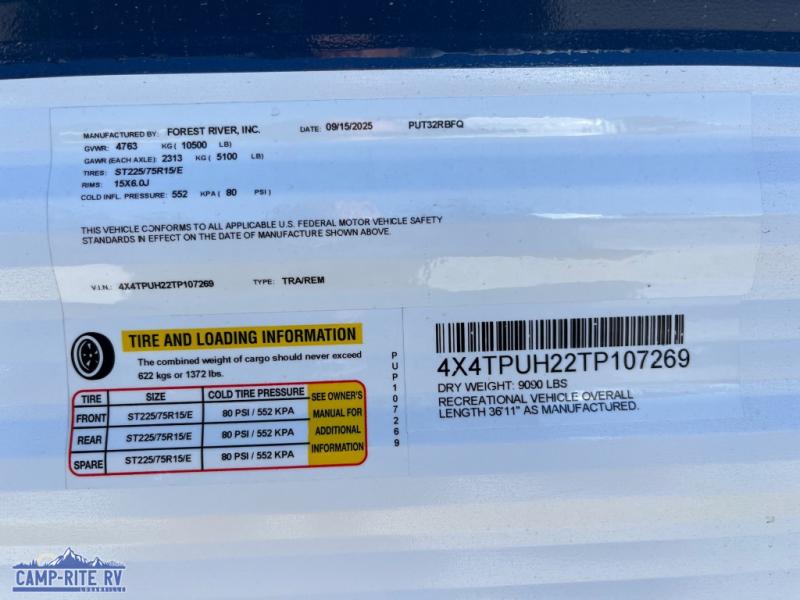 MANUFACTURED BY: FOREST RIVER, INC. DATE: 09/15/2025 PUT32RBFQ
GVWR: 4763 KG ( 10500 LB)
GAWR (EACH AXLE): 2313 KG ( 5100 LB)
TIRES: ST225/75R15/E
RIMS: 15X6.0J
COLD INFL. PRESSURE: 552 KPA ( 80 PSI )
THIS VEHICLE CONFORMS TO ALL APPLICABLE U.S. FEDERAL MOTOR VEHICLE SAFETY
STANDARDS IN EFFECT ON THE DATE OF MANUFACTURE SHOWN ABOVE.
V.I.N.: 4X4TPUH22TP107269 TYPE: TRA/REM
TIRE AND LOADING INFORMATION
The combined weight of cargo should never exceed
622 kgs or 1372 lbs.
TIRE SIZE COLD TIRE PRESSURE
FRONT ST225/75R15/E 80 PSI / 552 KPA
REAR ST225/75R15/E 80 PSI / 552 KPA
SPARE ST225/75R15/E 80 PSI / 552 KPA
SEE OWNER'S
MANUAL FOR
ADDITIONAL
INFORMATION
PUP107269
4X4TPUH22TP107269
DRY WEIGHT: 9090 LBS
RECREATIONAL VEHICLE OVERALL
LENGTH 36'11" AS MANUFACTURED.
CAMP-RITE RV
LOGANVILLE